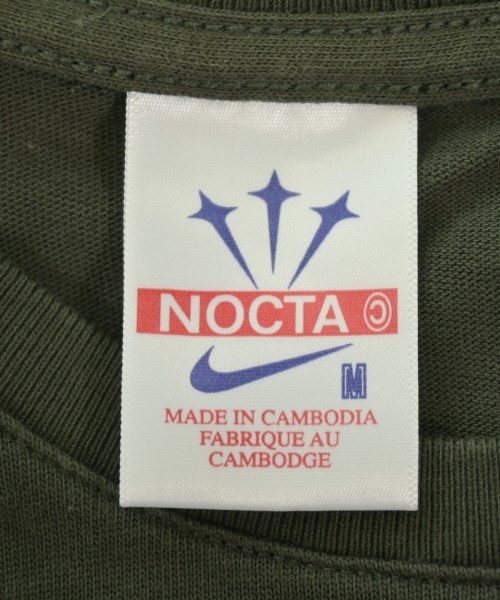 NOCTA ©
M
MADE IN CAMBODIA
FABRIQUE AU
CAMBODGE